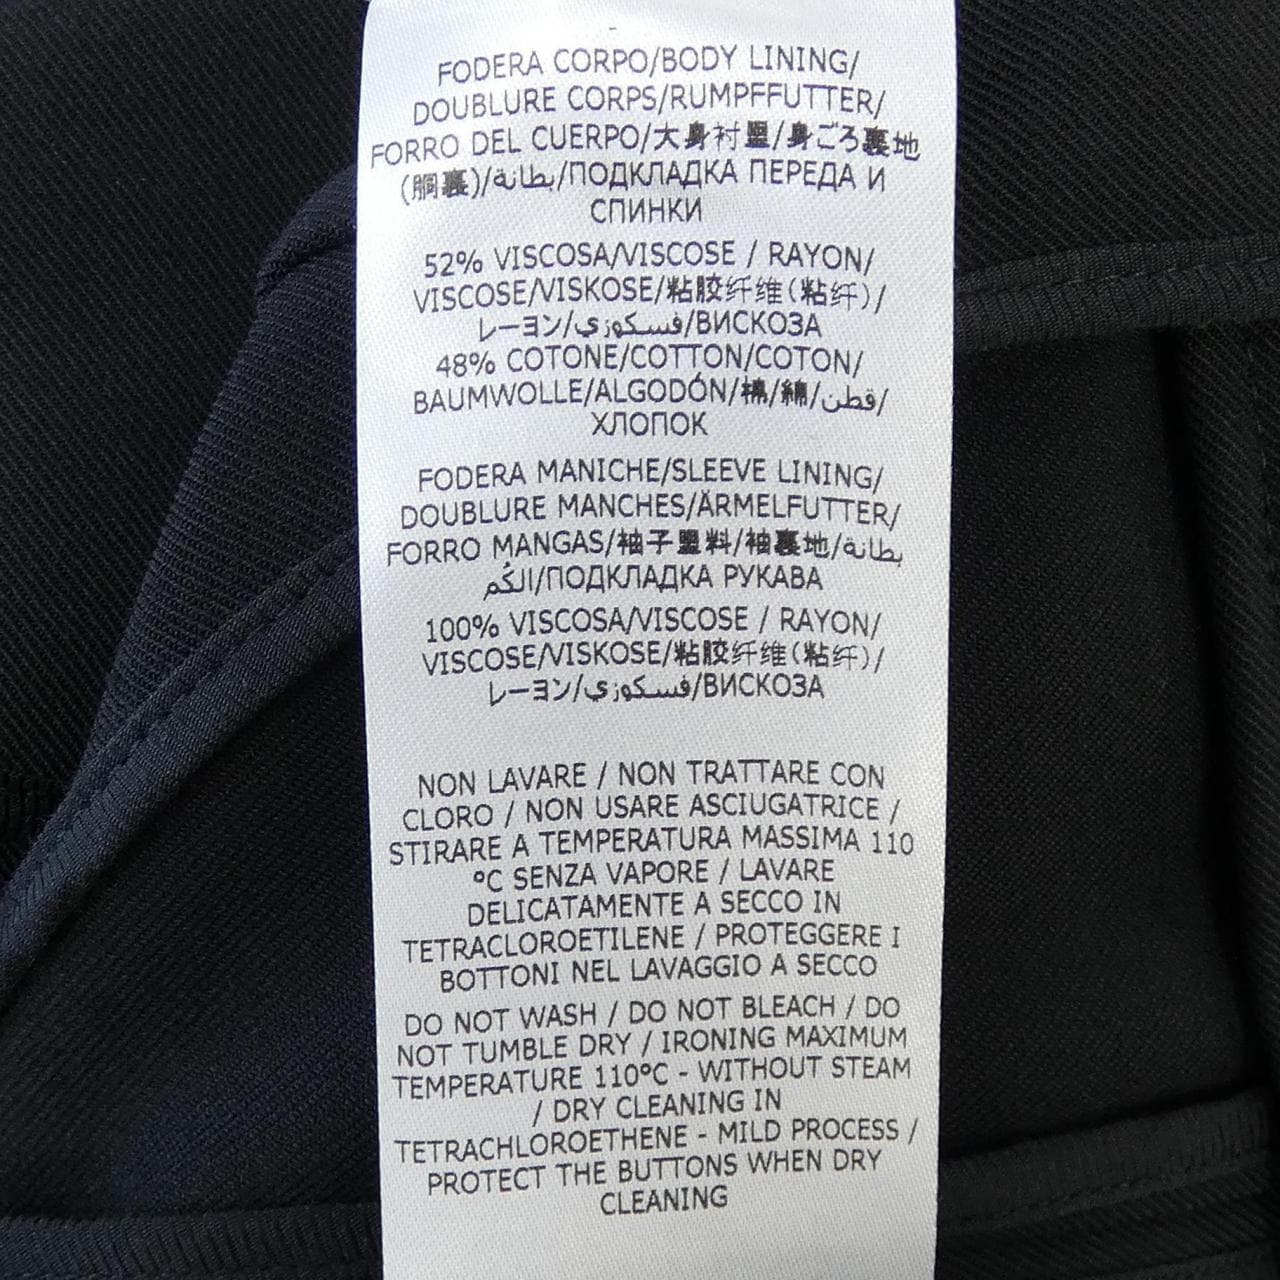 FODERA CORPO/BODY LINING/
DOUBLURE CORPS/RUMPFFUTTER/
FORRO DEL CUERPO/大身衬里/身ごろ裏地
(胴裏)/بطانة/ПОДКЛАДКА ПЕРЕДА И
СПИНКИ
52% VISCOSA/VISCOSE / RAYON/
VISCOSE/VISKOSE/粘胶纤维(粘纤)/
レーヨン/فسكوزي/ВИСКОЗА
48% COTONE/COTTON/COTON/
BAUMWOLLE/ALGODÓN/棉/綿/قطن/
ХЛОПОК
FODERA MANICHE/SLEEVE LINING/
DOUBLURE MANCHES/ÄRMELFUTTER/
FORRO MANGAS/袖子里料/袖裏地/بطانة
الكُم/ПОДКЛАДКА РУКАВА
100% VISCOSA/VISCOSE / RAYON/
VISCOSE/VISKOSE/粘胶纤维(粘纤)/
レーヨン/فسكوزي/ВИСКОЗА
NON LAVARE / NON TRATTARE CON
CLORO / NON USARE ASCIUGATRICE /
STIRARE A TEMPERATURA MASSIMA 110
°C SENZA VAPORE / LAVARE
DELICATAMENTE A SECCO IN
TETRACLOROETILENE / PROTEGGERE I
BOTTONI NEL LAVAGGIO A SECCO
DO NOT WASH / DO NOT BLEACH / DO
NOT TUMBLE DRY / IRONING MAXIMUM
TEMPERATURE 110°C - WITHOUT STEAM
/ DRY CLEANING IN
TETRACHLOROETHENE - MILD PROCESS /
PROTECT THE BUTTONS WHEN DRY
CLEANING